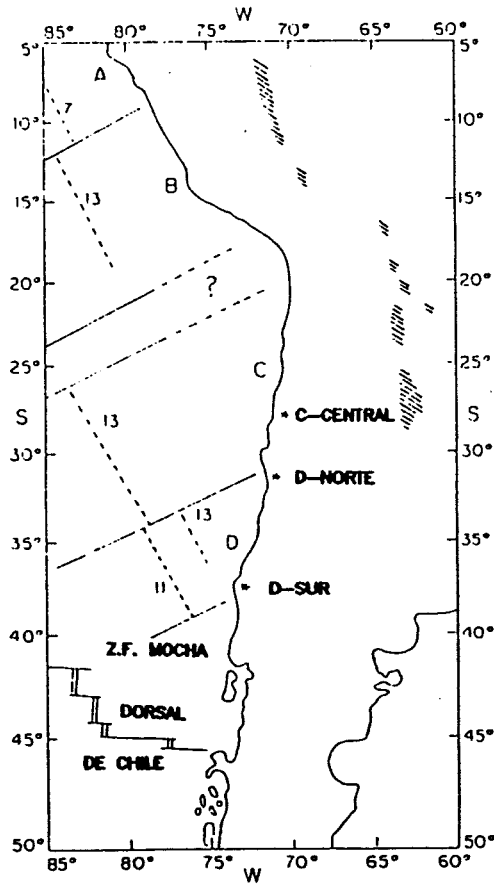 W
85° 80° 75° 70° 65° 60°
5° 5°
A
7
10° 10°
B
13
15° 15°
20° ? 20°
25° C 25°
S 13 C–CENTRAL S
30° 30°
D–NORTE
13
35° D 35°
11 D–SUR
40° 40°
Z.F. MOCHA
DORSAL
45° 45°
DE CHILE
50° 50°
85° 80° 75° 70° 65° 60°
W